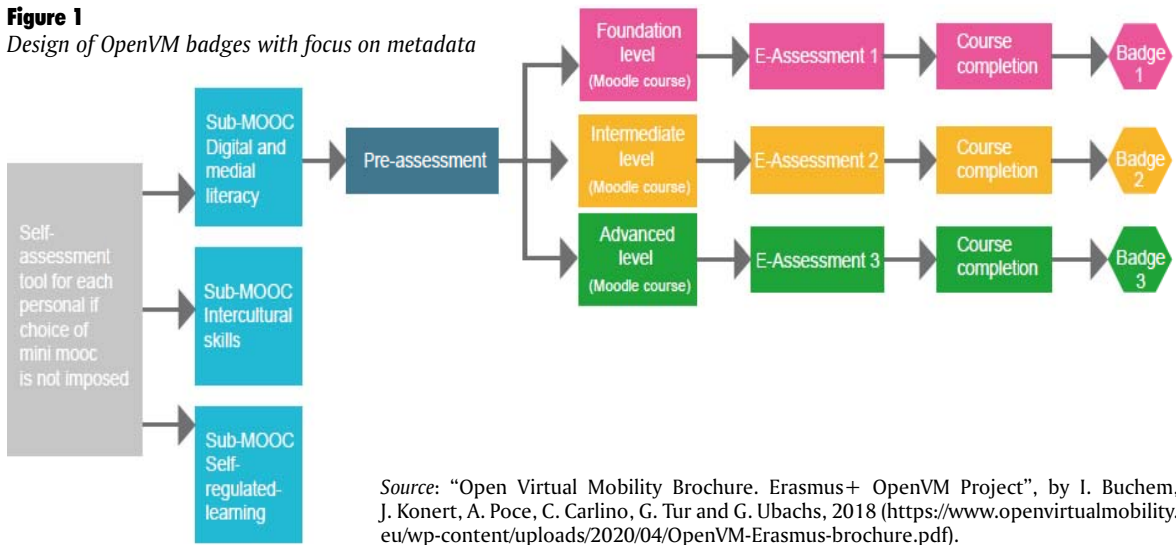 Figure 1
Design of OpenVM badges with focus on metadata
Self-
assessment
tool for each
personal if
choice of
mini mooc
is not imposed
Sub-MOOC
Digital and
medial
literacy
Sub-MOOC
Intercultural
skills
Sub-MOOC
Self-
regulated-
learning
Pre-assessment
Foundation
level
(Moodle course)
E-Assessment 1
Course
completion
Badge
1
Intermediate
level
(Moodle course)
E-Assessment 2
Course
completion
Badge
2
Advanced
level
(Moodle course)
E-Assessment 3
Course
completion
Badge
3
Source: “Open Virtual Mobility Brochure. Erasmus+ OpenVM Project”, by I. Buchem,
J. Konert, A. Poce, C. Carlino, G. Tur and G. Ubachs, 2018 (https://www.openvirtualmobility.
eu/wp-content/uploads/2020/04/OpenVM-Erasmus-brochure.pdf).